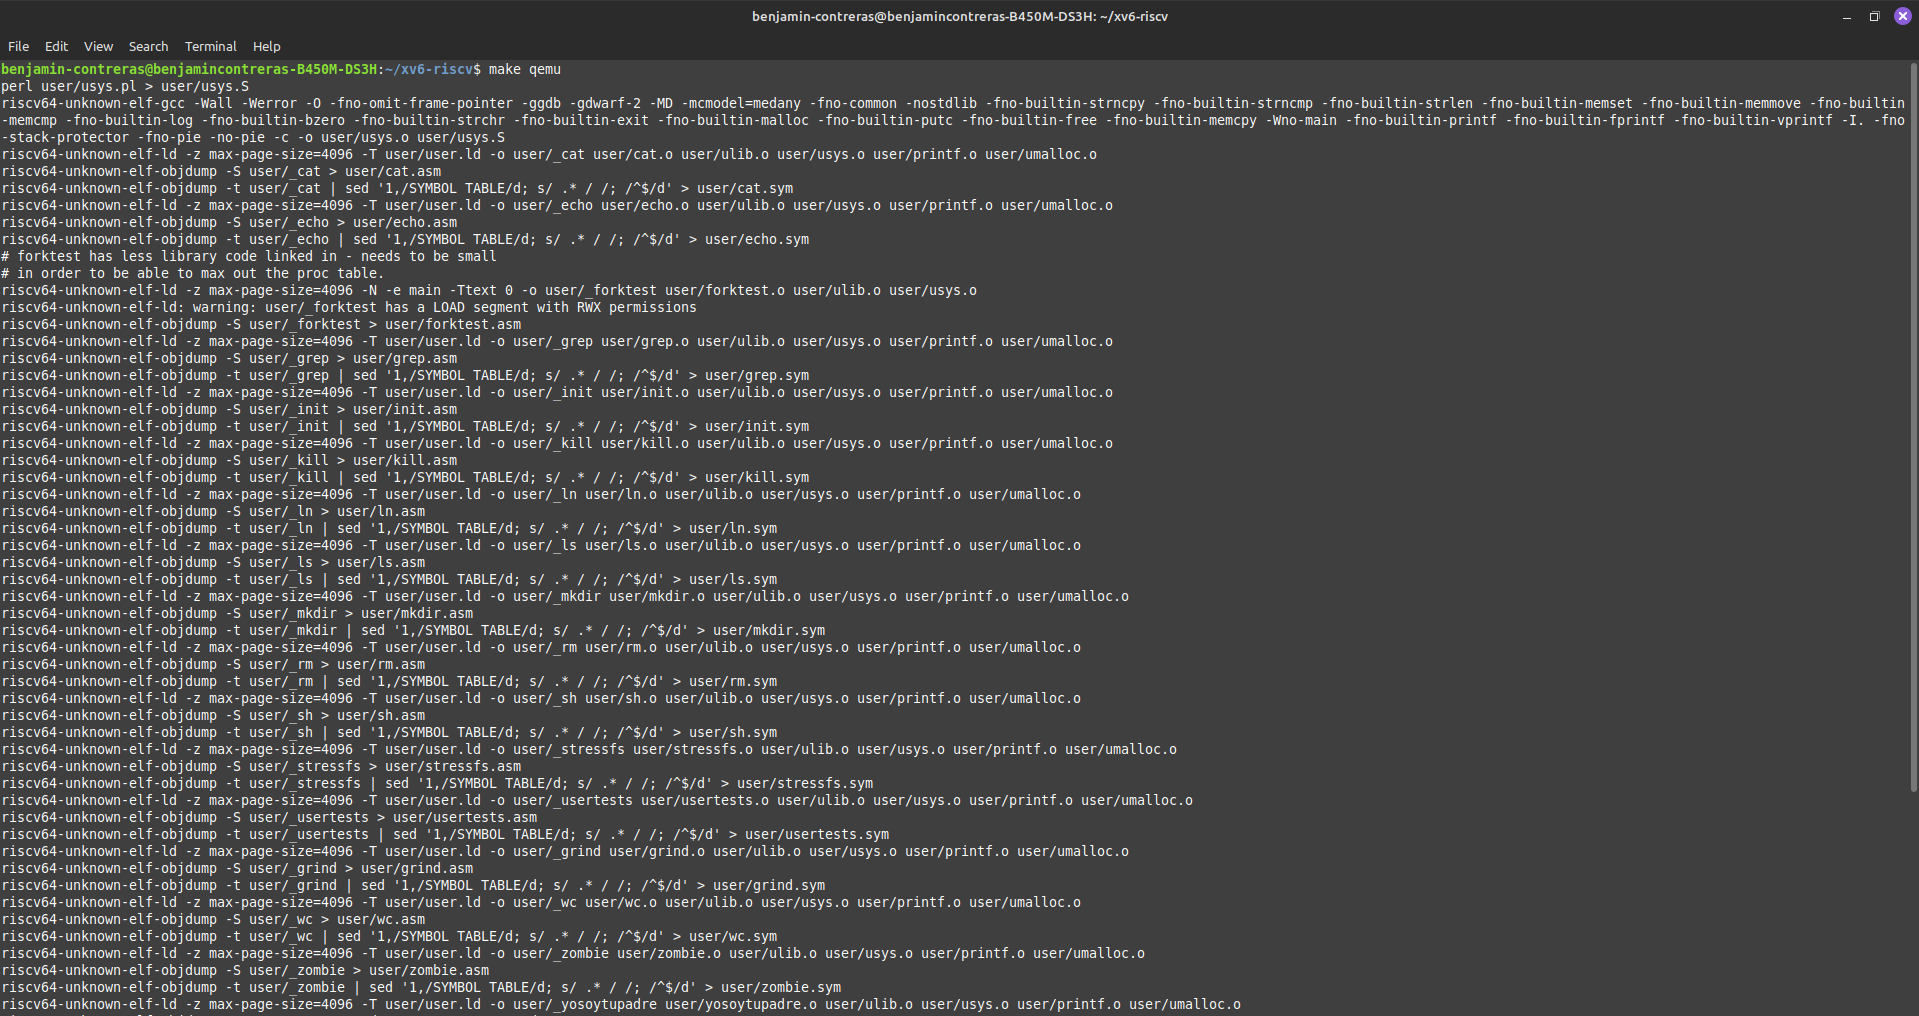 benjamin-contreras@benjamincontreras-B450M-DS3H: ~/xv6-riscv
File Edit View Search Terminal Help
benjamin-contreras@benjamincontreras-B450M-DS3H:~/xv6-riscv$ make qemu
perl user/usys.pl > user/usys.S
riscv64-unknown-elf-gcc -Wall -Werror -O -fno-omit-frame-pointer -ggdb -gdwarf-2 -MD -mcmodel=medany -fno-common -nostdlib -fno-builtin-strncpy -fno-builtin-strncmp -fno-builtin-strlen -fno-builtin-memset -fno-builtin-memmove -fno-builtin
-memcmp -fno-builtin-log -fno-builtin-bzero -fno-builtin-strchr -fno-builtin-exit -fno-builtin-malloc -fno-builtin-putc -fno-builtin-free -fno-builtin-memcpy -Wno-main -fno-builtin-printf -fno-builtin-fprintf -fno-builtin-vprintf -I. -fno
-stack-protector -fno-pie -no-pie -c -o user/usys.o user/usys.S
riscv64-unknown-elf-ld -z max-page-size=4096 -T user/user.ld -o user/_cat user/cat.o user/ulib.o user/usys.o user/printf.o user/umalloc.o
riscv64-unknown-elf-objdump -S user/_cat > user/cat.asm
riscv64-unknown-elf-objdump -t user/_cat | sed '1,/SYMBOL TABLE/d; s/ .* / /; /^$/d' > user/cat.sym
riscv64-unknown-elf-ld -z max-page-size=4096 -T user/user.ld -o user/_echo user/echo.o user/ulib.o user/usys.o user/printf.o user/umalloc.o
riscv64-unknown-elf-objdump -S user/_echo > user/echo.asm
riscv64-unknown-elf-objdump -t user/_echo | sed '1,/SYMBOL TABLE/d; s/ .* / /; /^$/d' > user/echo.sym
# forktest has less library code linked in - needs to be small
# in order to be able to max out the proc table.
riscv64-unknown-elf-ld -z max-page-size=4096 -N -e main -Ttext 0 -o user/_forktest user/forktest.o user/ulib.o user/usys.o
riscv64-unknown-elf-ld: warning: user/_forktest has a LOAD segment with RWX permissions
riscv64-unknown-elf-objdump -S user/_forktest > user/forktest.asm
riscv64-unknown-elf-ld -z max-page-size=4096 -T user/user.ld -o user/_grep user/grep.o user/ulib.o user/usys.o user/printf.o user/umalloc.o
riscv64-unknown-elf-objdump -S user/_grep > user/grep.asm
riscv64-unknown-elf-objdump -t user/_grep | sed '1,/SYMBOL TABLE/d; s/ .* / /; /^$/d' > user/grep.sym
riscv64-unknown-elf-ld -z max-page-size=4096 -T user/user.ld -o user/_init user/init.o user/ulib.o user/usys.o user/printf.o user/umalloc.o
riscv64-unknown-elf-objdump -S user/_init > user/init.asm
riscv64-unknown-elf-objdump -t user/_init | sed '1,/SYMBOL TABLE/d; s/ .* / /; /^$/d' > user/init.sym
riscv64-unknown-elf-ld -z max-page-size=4096 -T user/user.ld -o user/_kill user/kill.o user/ulib.o user/usys.o user/printf.o user/umalloc.o
riscv64-unknown-elf-objdump -S user/_kill > user/kill.asm
riscv64-unknown-elf-objdump -t user/_kill | sed '1,/SYMBOL TABLE/d; s/ .* / /; /^$/d' > user/kill.sym
riscv64-unknown-elf-ld -z max-page-size=4096 -T user/user.ld -o user/_ln user/ln.o user/ulib.o user/usys.o user/printf.o user/umalloc.o
riscv64-unknown-elf-objdump -S user/_ln > user/ln.asm
riscv64-unknown-elf-objdump -t user/_ln | sed '1,/SYMBOL TABLE/d; s/ .* / /; /^$/d' > user/ln.sym
riscv64-unknown-elf-ld -z max-page-size=4096 -T user/user.ld -o user/_ls user/ls.o user/ulib.o user/usys.o user/printf.o user/umalloc.o
riscv64-unknown-elf-objdump -S user/_ls > user/ls.asm
riscv64-unknown-elf-objdump -t user/_ls | sed '1,/SYMBOL TABLE/d; s/ .* / /; /^$/d' > user/ls.sym
riscv64-unknown-elf-ld -z max-page-size=4096 -T user/user.ld -o user/_mkdir user/mkdir.o user/ulib.o user/usys.o user/printf.o user/umalloc.o
riscv64-unknown-elf-objdump -S user/_mkdir > user/mkdir.asm
riscv64-unknown-elf-objdump -t user/_mkdir | sed '1,/SYMBOL TABLE/d; s/ .* / /; /^$/d' > user/mkdir.sym
riscv64-unknown-elf-ld -z max-page-size=4096 -T user/user.ld -o user/_rm user/rm.o user/ulib.o user/usys.o user/printf.o user/umalloc.o
riscv64-unknown-elf-objdump -S user/_rm > user/rm.asm
riscv64-unknown-elf-objdump -t user/_rm | sed '1,/SYMBOL TABLE/d; s/ .* / /; /^$/d' > user/rm.sym
riscv64-unknown-elf-ld -z max-page-size=4096 -T user/user.ld -o user/_sh user/sh.o user/ulib.o user/usys.o user/printf.o user/umalloc.o
riscv64-unknown-elf-objdump -S user/_sh > user/sh.asm
riscv64-unknown-elf-objdump -t user/_sh | sed '1,/SYMBOL TABLE/d; s/ .* / /; /^$/d' > user/sh.sym
riscv64-unknown-elf-ld -z max-page-size=4096 -T user/user.ld -o user/_stressfs user/stressfs.o user/ulib.o user/usys.o user/printf.o user/umalloc.o
riscv64-unknown-elf-objdump -S user/_stressfs > user/stressfs.asm
riscv64-unknown-elf-objdump -t user/_stressfs | sed '1,/SYMBOL TABLE/d; s/ .* / /; /^$/d' > user/stressfs.sym
riscv64-unknown-elf-ld -z max-page-size=4096 -T user/user.ld -o user/_usertests user/usertests.o user/ulib.o user/usys.o user/printf.o user/umalloc.o
riscv64-unknown-elf-objdump -S user/_usertests > user/usertests.asm
riscv64-unknown-elf-objdump -t user/_usertests | sed '1,/SYMBOL TABLE/d; s/ .* / /; /^$/d' > user/usertests.sym
riscv64-unknown-elf-ld -z max-page-size=4096 -T user/user.ld -o user/_grind user/grind.o user/ulib.o user/usys.o user/printf.o user/umalloc.o
riscv64-unknown-elf-objdump -S user/_grind > user/grind.asm
riscv64-unknown-elf-objdump -t user/_grind | sed '1,/SYMBOL TABLE/d; s/ .* / /; /^$/d' > user/grind.sym
riscv64-unknown-elf-ld -z max-page-size=4096 -T user/user.ld -o user/_wc user/wc.o user/ulib.o user/usys.o user/printf.o user/umalloc.o
riscv64-unknown-elf-objdump -S user/_wc > user/wc.asm
riscv64-unknown-elf-objdump -t user/_wc | sed '1,/SYMBOL TABLE/d; s/ .* / /; /^$/d' > user/wc.sym
riscv64-unknown-elf-ld -z max-page-size=4096 -T user/user.ld -o user/_zombie user/zombie.o user/ulib.o user/usys.o user/printf.o user/umalloc.o
riscv64-unknown-elf-objdump -S user/_zombie > user/zombie.asm
riscv64-unknown-elf-objdump -t user/_zombie | sed '1,/SYMBOL TABLE/d; s/ .* / /; /^$/d' > user/zombie.sym
riscv64-unknown-elf-ld -z max-page-size=4096 -T user/user.ld -o user/_yosoytupadre user/yosoytupadre.o user/ulib.o user/usys.o user/printf.o user/umalloc.o